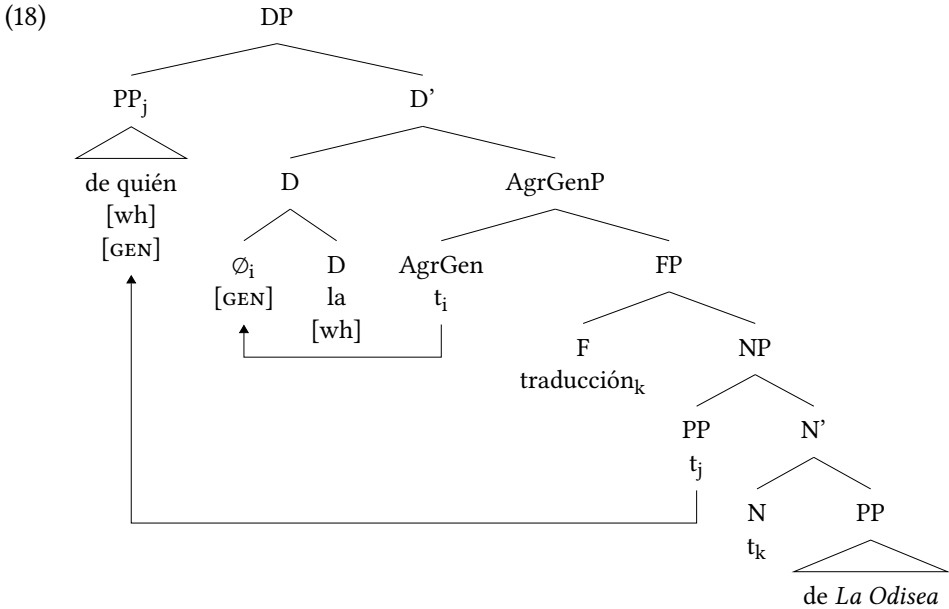 (18)
DP
PPj D'
de quién D AgrGenP
[wh]
[GEN] ∅i D AgrGen FP
[GEN] la ti
[wh] F NP
traducciónk
PP N'
tj
N PP
tk
de La Odisea